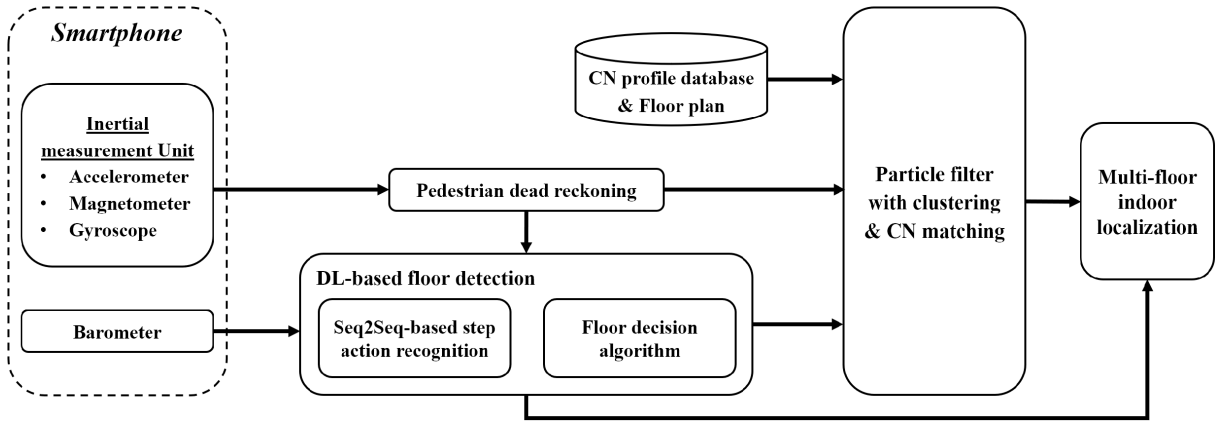 Smartphone
Inertial
measurement Unit
• Accelerometer
• Magnetometer
• Gyroscope
Barometer
CN profile database
& Floor plan
Pedestrian dead reckoning
DL-based floor detection
Seq2Seq-based step
action recognition
Floor decision
algorithm
Particle filter
with clustering
& CN matching
Multi-floor
indoor
localization